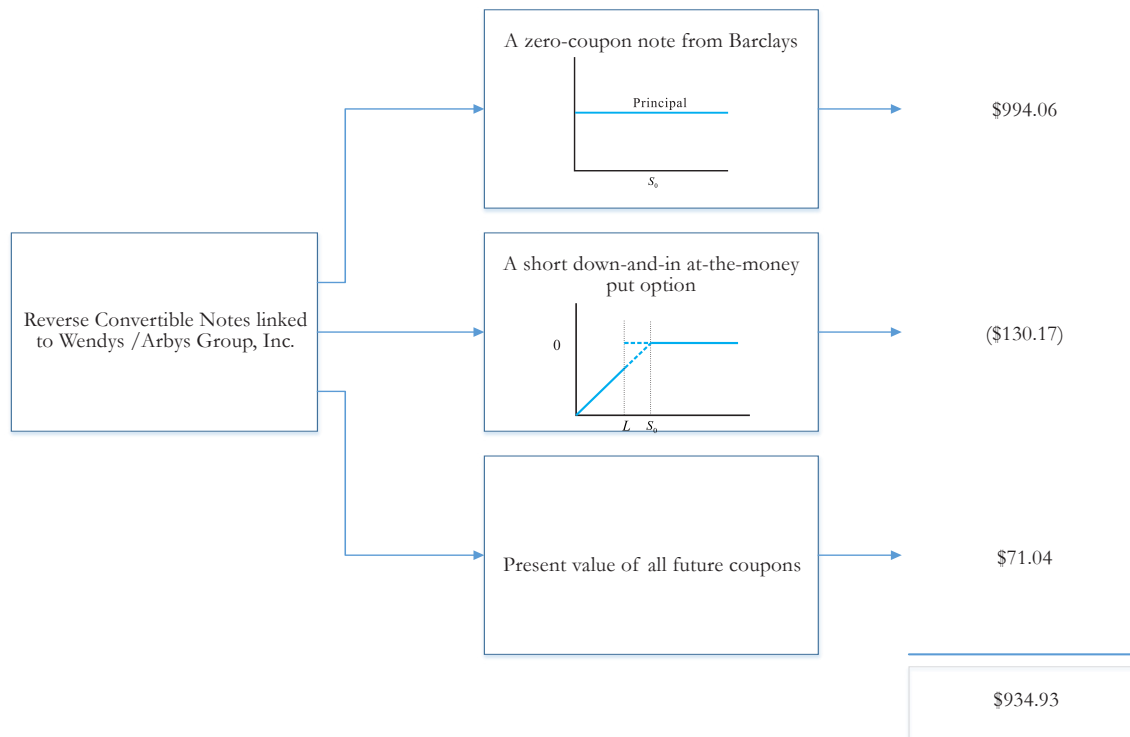 A zero-coupon note from Barclays
Principal
S₀
$994.06
Reverse Convertible Notes linked
to Wendys /Arbys Group, Inc.
A short down-and-in at-the-money
put option
0
L S₀
($130.17)
Present value of all future coupons
$71.04
$934.93